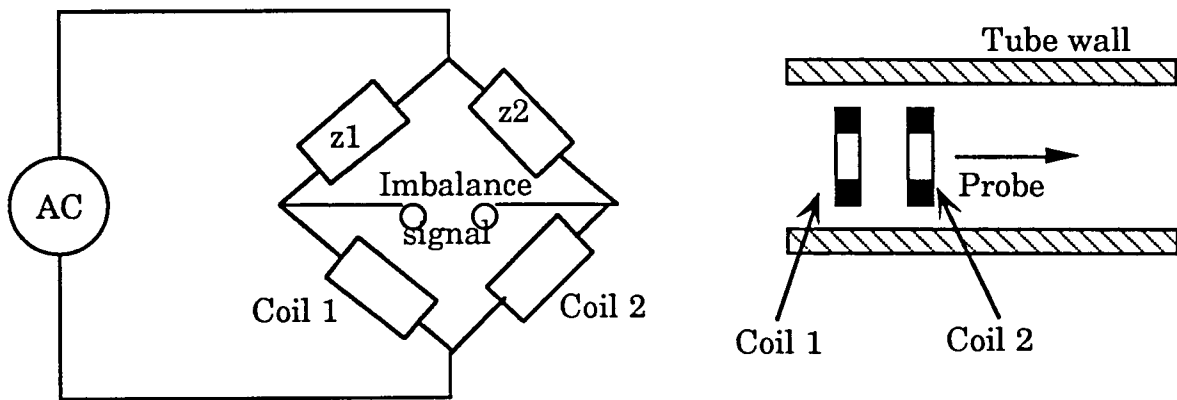 AC
z1
z2
Imbalance
signal
Coil 1
Coil 2
Tube wall
Probe
Coil 1
Coil 2